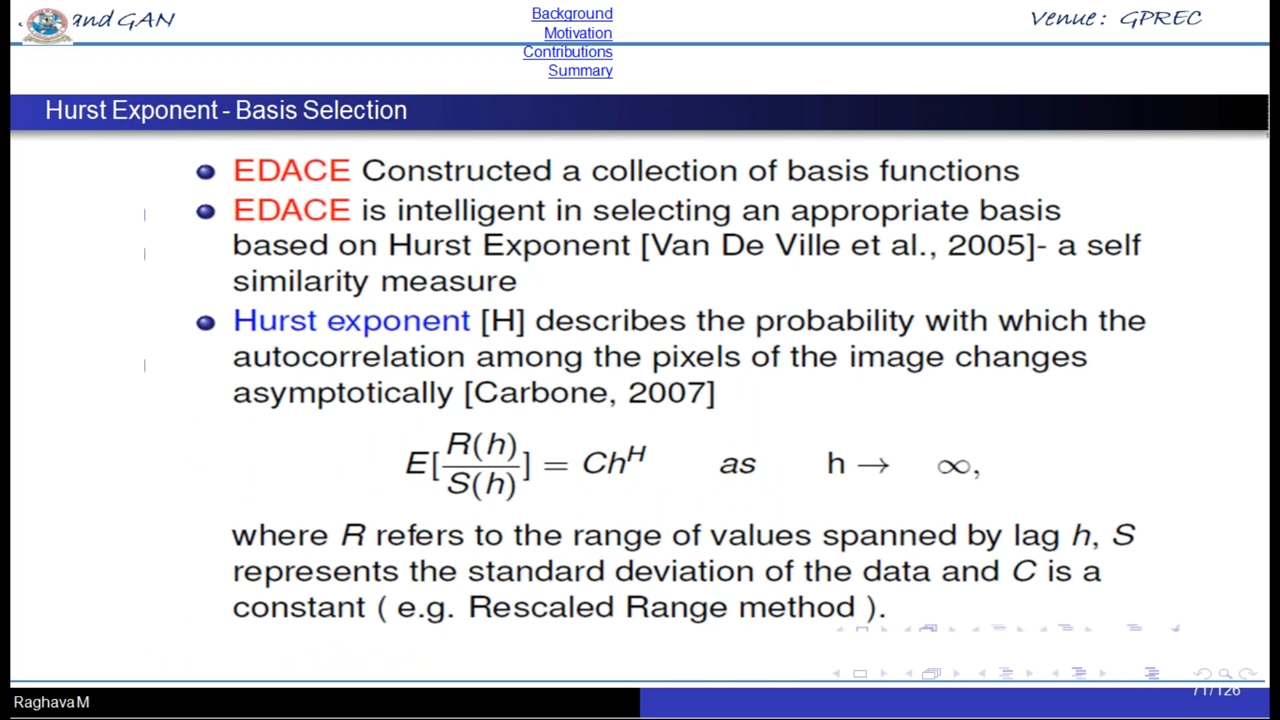 and GAN
Venue: GPREC
Background
Motivation
Contributions
Summary
Hurst Exponent - Basis Selection
EDACE Constructed a collection of basis functions
EDACE is intelligent in selecting an appropriate basis
based on Hurst Exponent [Van De Ville et al., 2005]- a self
similarity measure
Hurst exponent [H] describes the probability with which the
autocorrelation among the pixels of the image changes
asymptotically [Carbone, 2007]
E[R(h)/S(h)] = Ch^H as h → ∞,
where R refers to the range of values spanned by lag h, S
represents the standard deviation of the data and C is a
constant ( e.g. Rescaled Range method ).
Raghava M
71/126